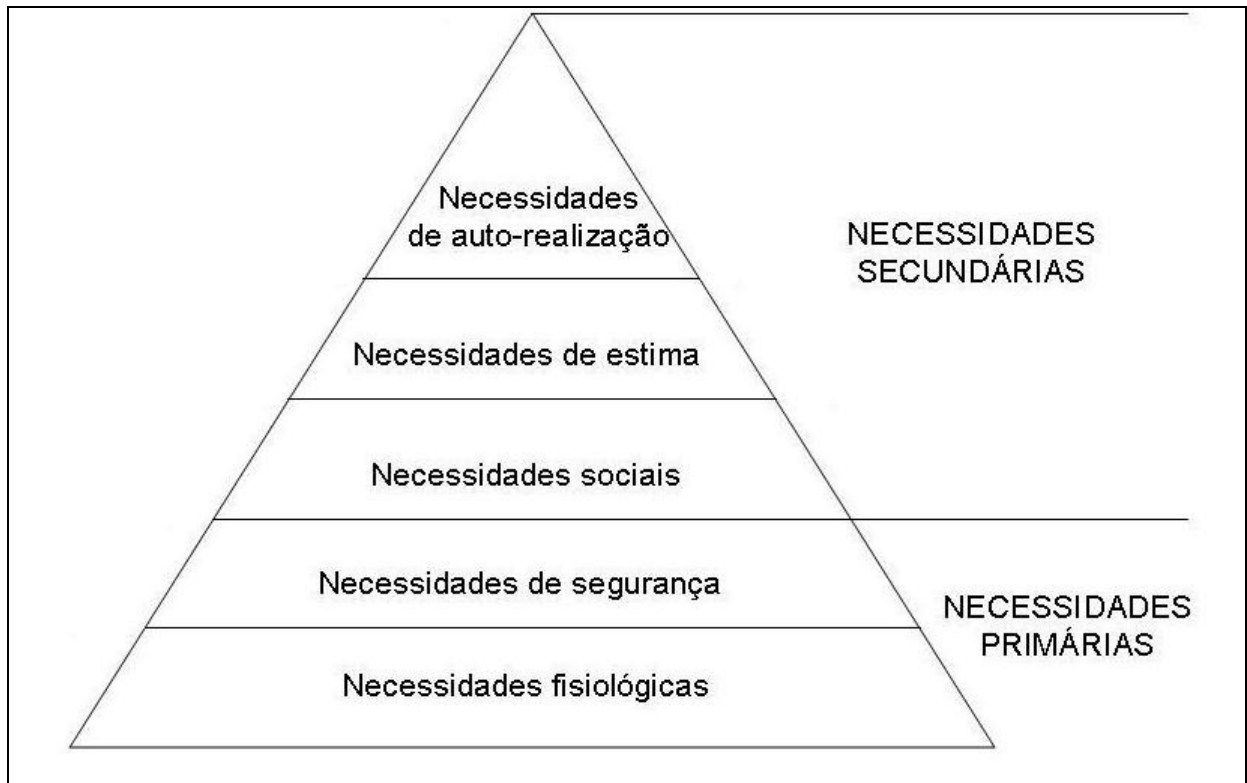 Necessidades
de auto-realização
NECESSIDADES
SECUNDÁRIAS
Necessidades de estima
Necessidades sociais
Necessidades de segurança
NECESSIDADES
PRIMÁRIAS
Necessidades fisiológicas